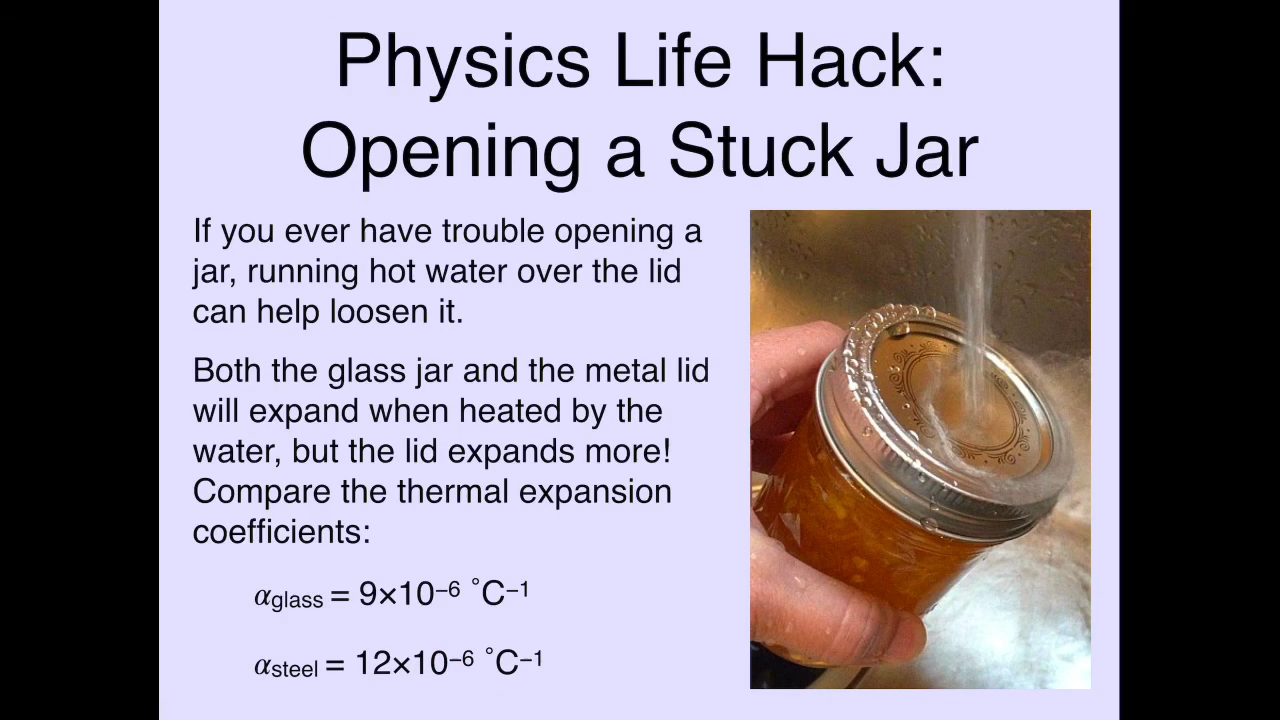 Physics Life Hack:
Opening a Stuck Jar
If you ever have trouble opening a
jar, running hot water over the lid
can help loosen it.
Both the glass jar and the metal lid
will expand when heated by the
water, but the lid expands more!
Compare the thermal expansion
coefficients:
αglass = 9×10⁻⁶ ˚C⁻¹
αsteel = 12×10⁻⁶ ˚C⁻¹